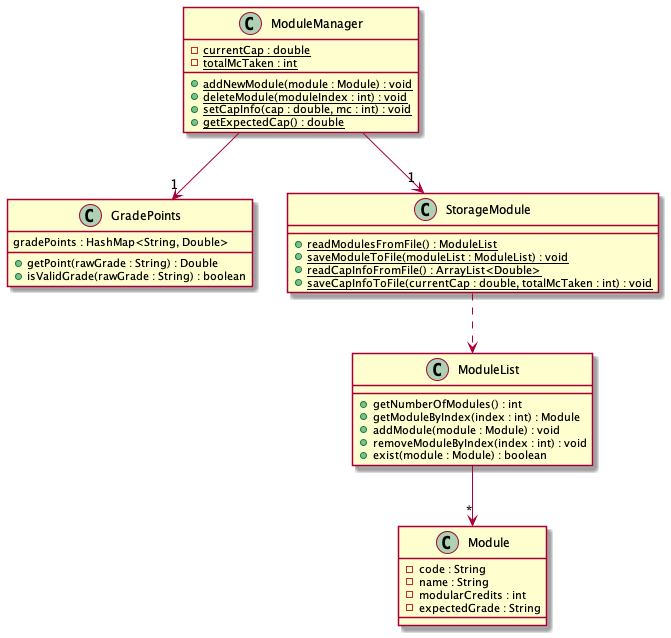 C ModuleManager
currentCap : double
totalMcTaken : int
addNewModule(module : Module) : void
deleteModule(moduleIndex : int) : void
setCapInfo(cap : double, mc : int) : void
getExpectedCap() : double
1
1
C GradePoints
gradePoints : HashMap<String, Double>
getPoint(rawGrade : String) : Double
isValidGrade(rawGrade : String) : boolean
C StorageModule
readModulesFromFile() : ModuleList
saveModuleToFile(moduleList : ModuleList) : void
readCapInfoFromFile() : ArrayList<Double>
saveCapInfoToFile(currentCap : double, totalMcTaken : int) : void
C ModuleList
getNumberOfModules() : int
getModuleByIndex(index : int) : Module
addModule(module : Module) : void
removeModuleByIndex(index : int) : void
exist(module : Module) : boolean
*
C Module
code : String
name : String
modularCredits : int
expectedGrade : String